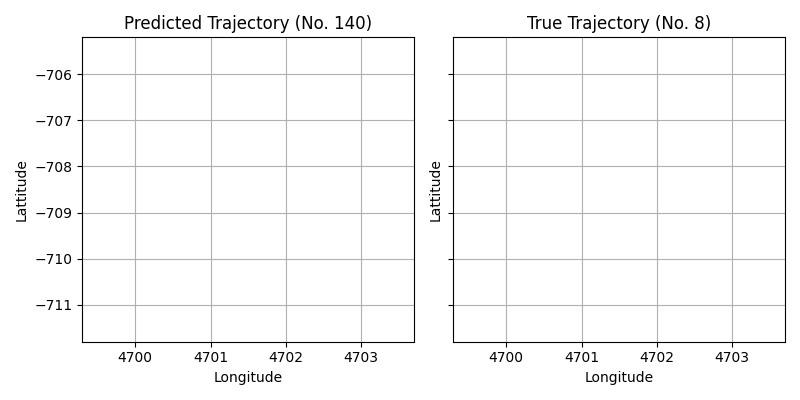 Predicted Trajectory (No. 140)
True Trajectory (No. 8)
Lattitude
−706
−707
−708
−709
−710
−711
4700 4701 4702 4703
Longitude
Lattitude
4700 4701 4702 4703
Longitude